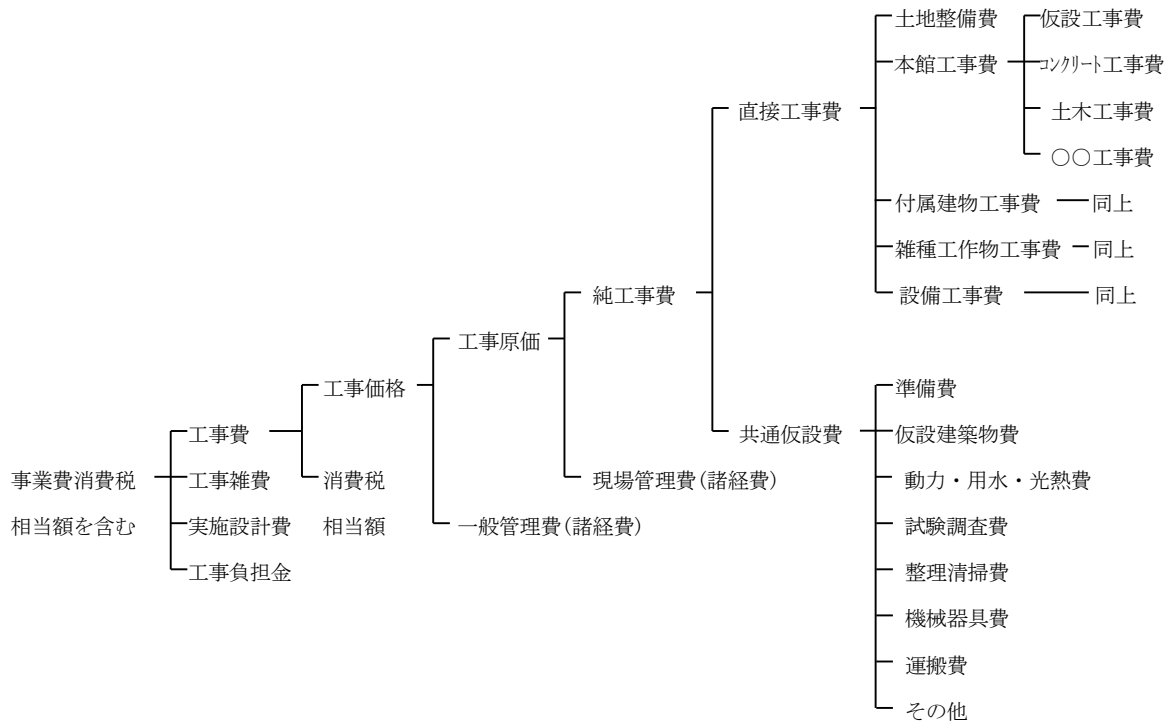 土地整備費 仮設工事費
本館工事費 ｺﾝｸﾘｰﾄ工事費
直接工事費 土木工事費
○○工事費
付属建物工事費 同上
雑種工作物工事費 同上
純工事費 設備工事費 同上
工事原価
工事価格 準備費
工事費 共通仮設費 仮設建築物費
事業費消費税 工事雑費 消費税 現場管理費(諸経費) 動力・用水・光熱費
相当額を含む 実施設計費 相当額 一般管理費(諸経費) 試験調査費
工事負担金 整理清掃費
機械器具費
運搬費
その他